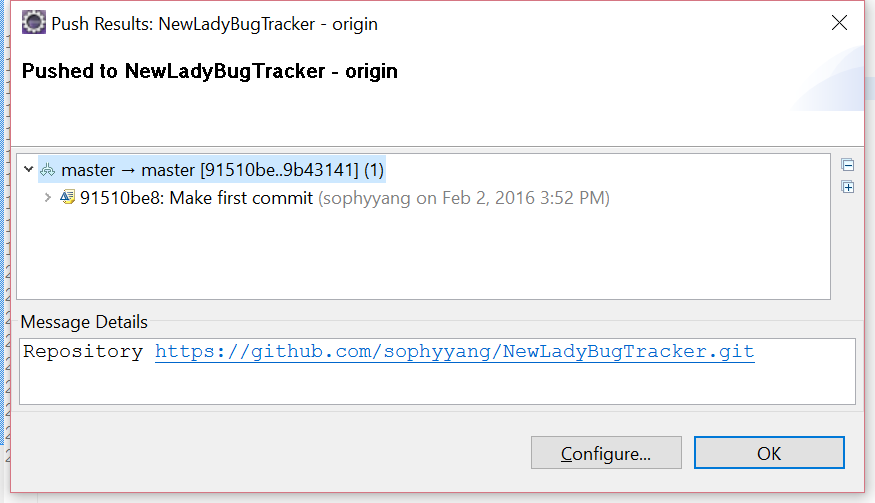 Push Results: NewLadyBugTracker - origin
Pushed to NewLadyBugTracker - origin
master → master [91510be..9b43141] (1)
91510be8: Make first commit (sophyyang on Feb 2, 2016 3:52 PM)
Message Details
Repository https://github.com/sophyyang/NewLadyBugTracker.git
Configure... OK